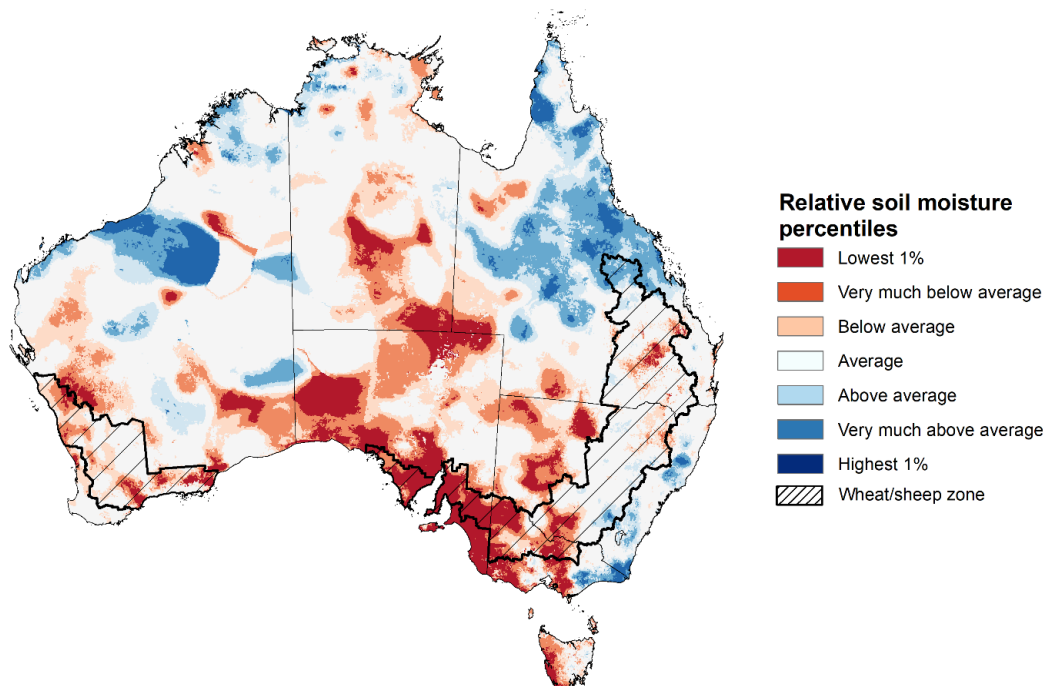 Relative soil moisture
percentiles
Lowest 1%
Very much below average
Below average
Average
Above average
Very much above average
Highest 1%
Wheat/sheep zone